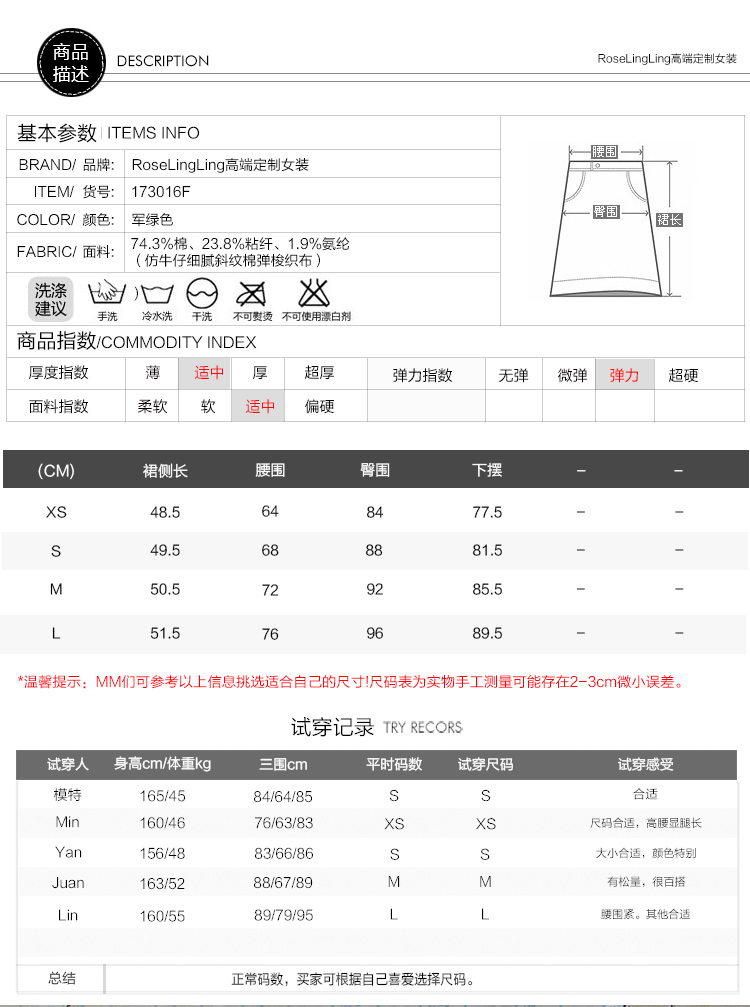 商品
描述
DESCRIPTION
RoseLingLing高端定制女装
基本参数 ITEMS INFO
BRAND/ 品牌: RoseLingLing高端定制女装
ITEM/ 货号: 173016F
COLOR/ 颜色: 军绿色
FABRIC/ 面料: 74.3%棉、23.8%粘纤、1.9%氨纶
（仿牛仔细腻斜纹棉弹梭织布）
腰围
臀围
裙长
洗涤
建议
手洗 冷水洗 干洗 不可熨烫 不可使用漂白剂
商品指数/COMMODITY INDEX
厚度指数 薄 适中 厚 超厚 弹力指数 无弹 微弹 弹力 超硬
面料指数 柔软 软 适中 偏硬
(CM) 裙侧长 腰围 臀围 下摆 – –
XS 48.5 64 84 77.5 – –
S 49.5 68 88 81.5 – –
M 50.5 72 92 85.5 – –
L 51.5 76 96 89.5 – –
*温馨提示：MM们可参考以上信息挑选适合自己的尺寸!尺码表为实物手工测量可能存在2-3cm微小误差。
试穿记录 TRY RECORS
试穿人 身高cm/体重kg 三围cm 平时码数 试穿尺码 试穿感受
模特 165/45 84/64/85 S S 合适
Min 160/46 76/63/83 XS XS 尺码合适，高腰显腿长
Yan 156/48 83/66/86 S S 大小合适，颜色特别
Juan 163/52 88/67/89 M M 有松量，很百搭
Lin 160/55 89/79/95 L L 腰围紧。其他合适
总结 正常码数，买家可根据自己喜爱选择尺码。